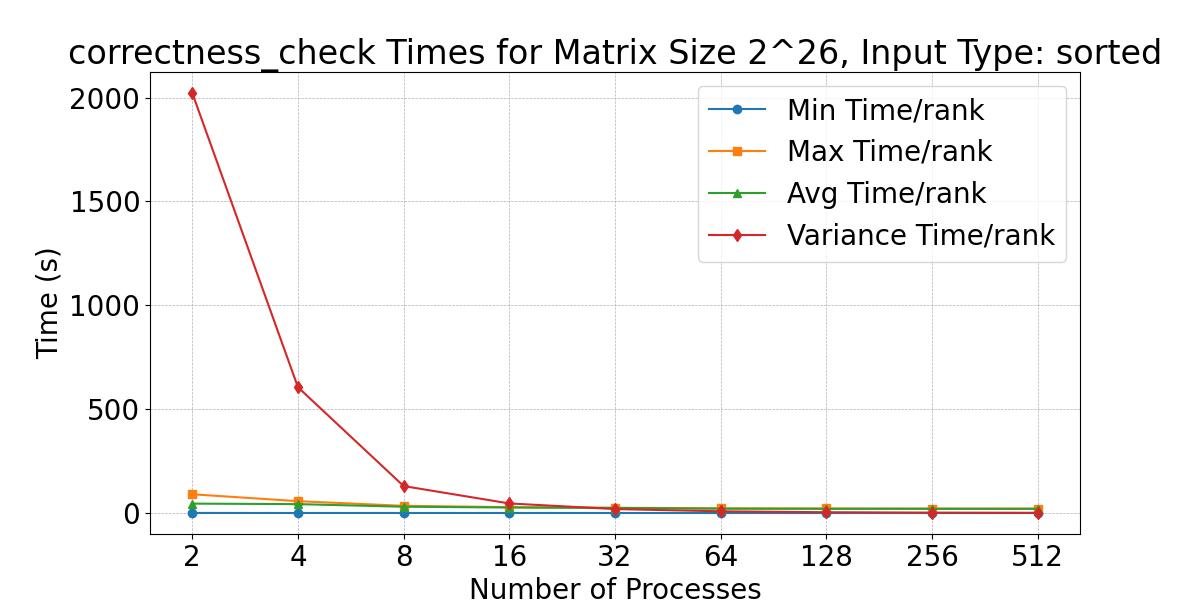 correctness_check Times for Matrix Size 2^26, Input Type: sorted
Min Time/rank
Max Time/rank
Avg Time/rank
Variance Time/rank
Time (s)
2000
1500
1000
500
0
2 4 8 16 32 64 128 256 512
Number of Processes